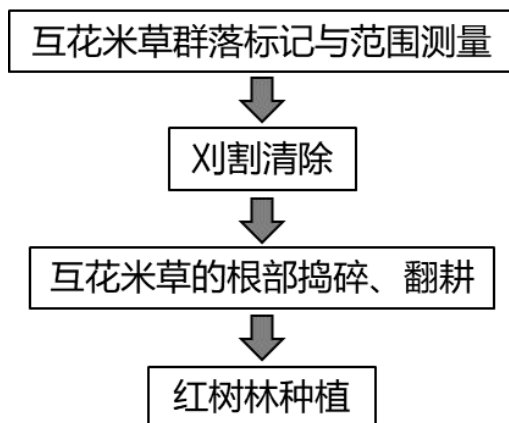 互花米草群落标记与范围测量
刈割清除
互花米草的根部捣碎、翻耕
红树林种植